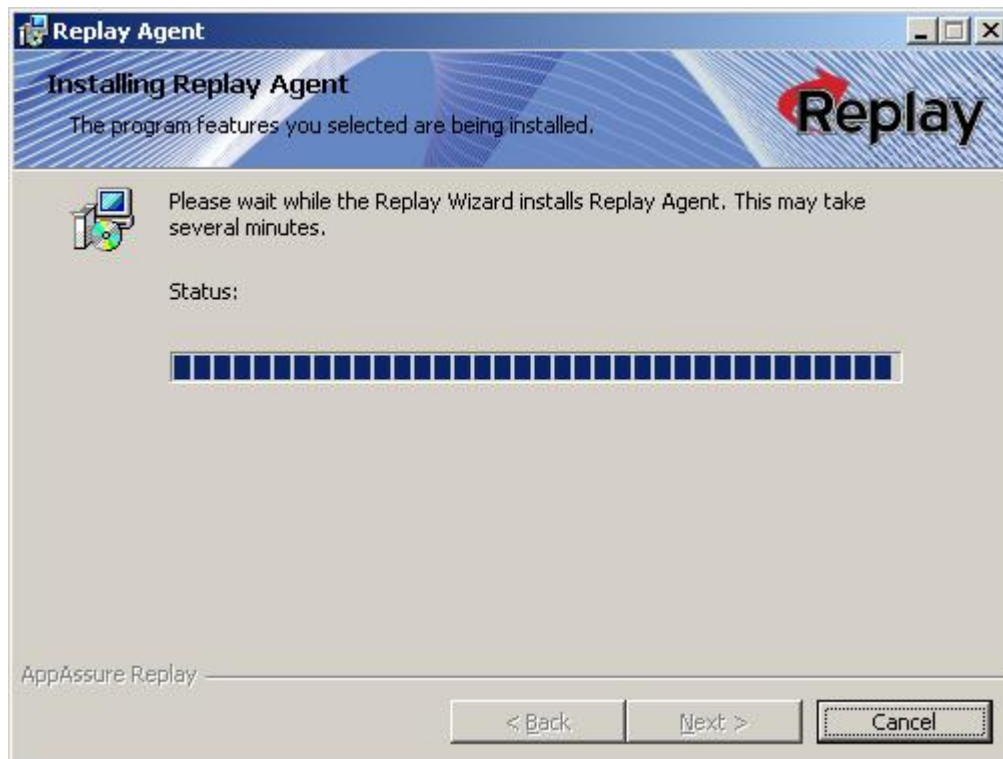 Replay Agent
Installing Replay Agent
The program features you selected are being installed.
Replay
Please wait while the Replay Wizard installs Replay Agent. This may take
several minutes.
Status:
AppAssure Replay
< Back
Next >
Cancel